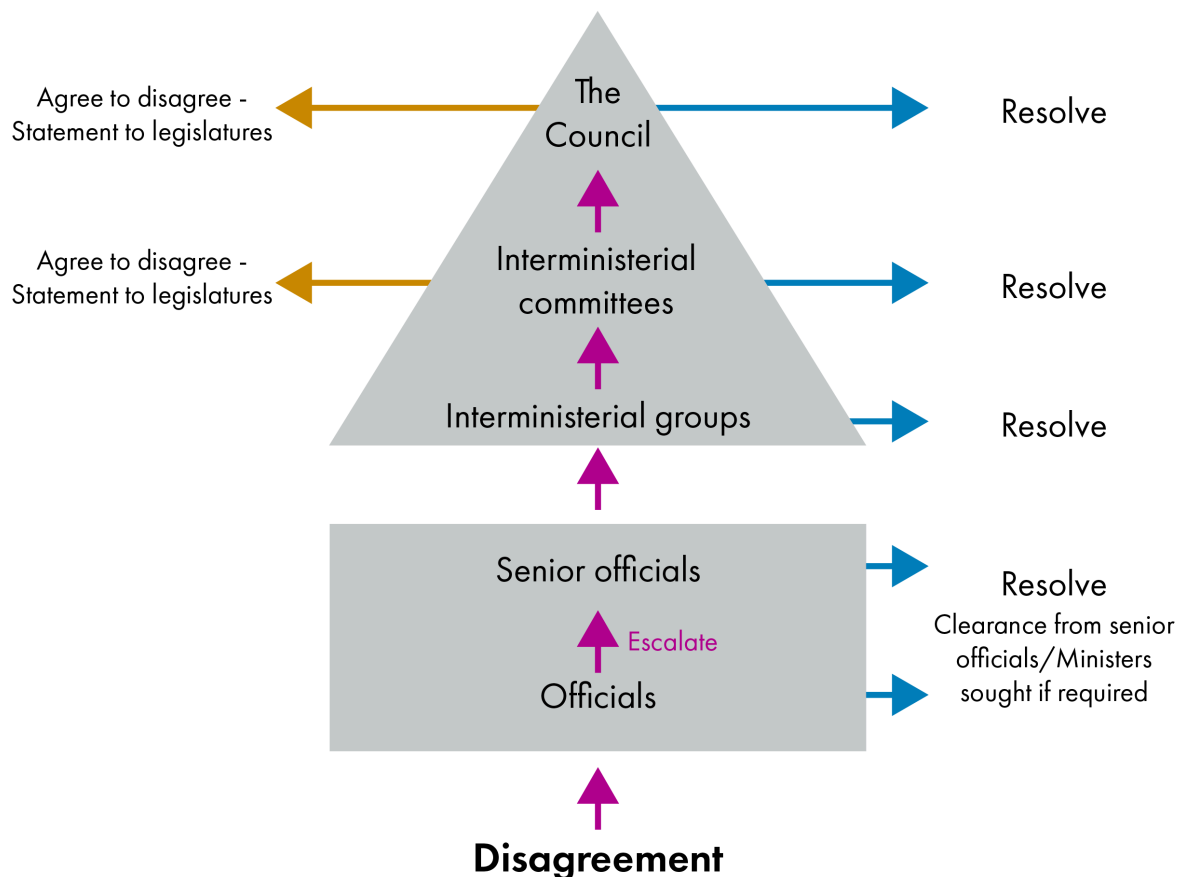 Agree to disagree -
Statement to legislatures
The
Council
Resolve
Agree to disagree -
Statement to legislatures
Interministerial
committees
Resolve
Interministerial groups
Resolve
Senior officials
Resolve
Escalate
Clearance from senior
officials/Ministers
sought if required
Officials
Disagreement